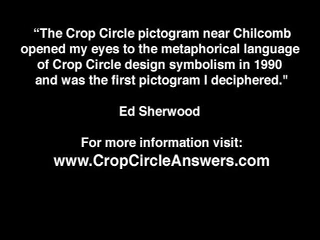 “The Crop Circle pictogram near Chilcomb
opened my eyes to the metaphorical language
of Crop Circle design symbolism in 1990
and was the first pictogram I deciphered."
Ed Sherwood
For more information visit:
www.CropCircleAnswers.com